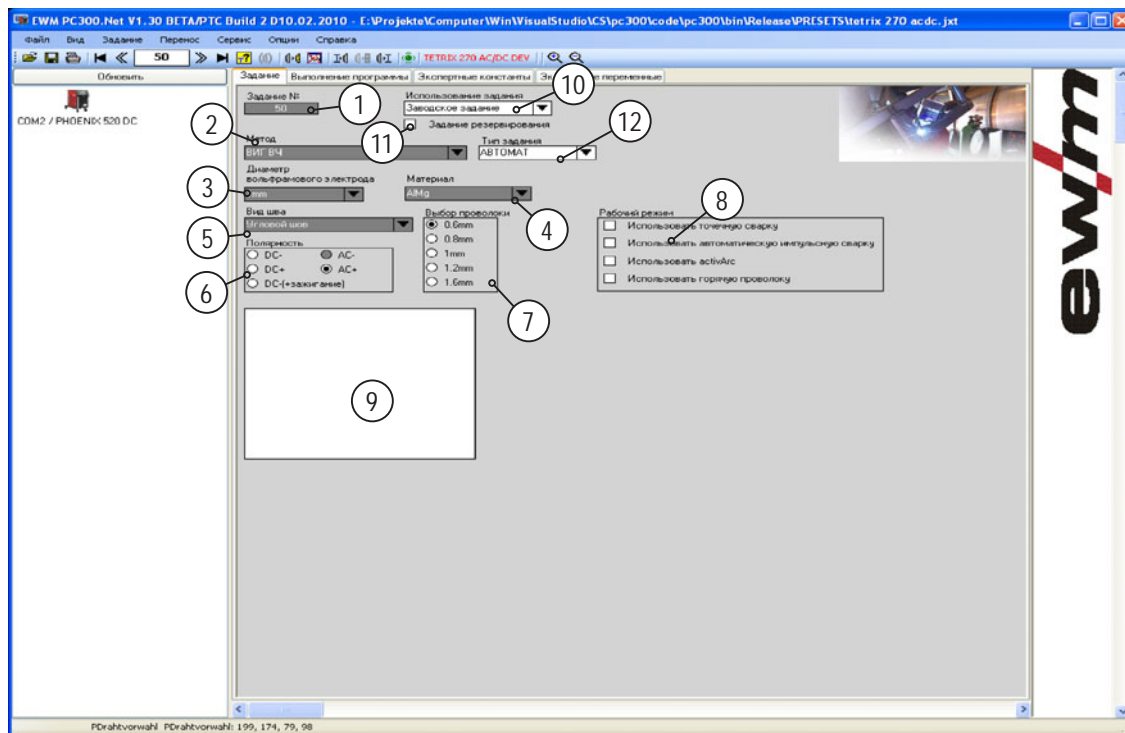 EWM PC300.Net V1.30 BETA/PTC Build 2 D10.02.2010 - E:\Projekte\Computer\Win\VisualStudio\CS\pc300\code\pc300\bin\Release\PRESETS\tetrix 270 acdc.jxt
Файл Вид Задание Перенос Сервис Опции Справка
50 TETRIX 270 AC/DC DEV
Обновить
COM2 / PHOENIX 520 DC
Задание Выполнение программы Экспертные константы переменные
Задание №
50
1
Использование задания
Заводское задание
10
Задание резервирования
11
2
Метод
ВИГ ВЧ
Тип задания
АВТОМАТ
12
Диаметр
вольфрамового электрода
mm
3
Материал
AlMg
4
Вид шва
Угловой шов
5
Полярность
DC- AC-
DC+ AC+
DC-(+зажигание)
6
Выбор проволоки
0.6mm
0.8mm
1mm
1.2mm
1.6mm
7
Рабочий режим
Использовать точечную сварку
Использовать автоматическую импульсную сварку
Использовать activArc
Использовать горячую проволоку
8
9
ewm
PDrahtvorwahl PDrahtvorwahl: 199, 174, 79, 98